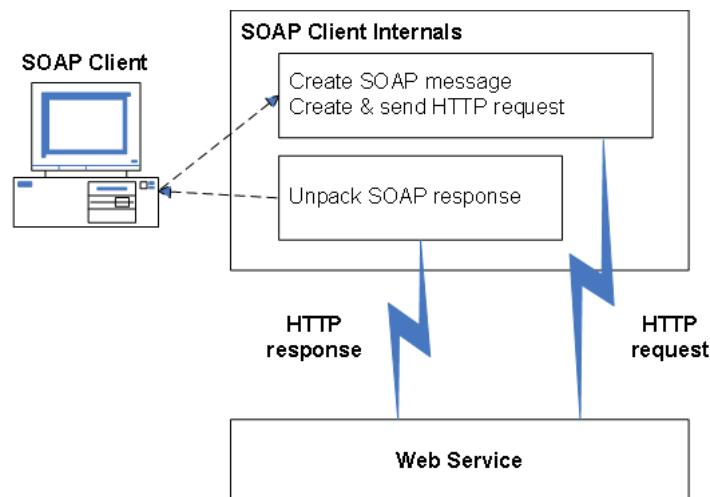 SOAP Client Internals
SOAP Client
Create SOAP message
Create & send HTTP request
Unpack SOAP response
HTTP
response
HTTP
request
Web Service